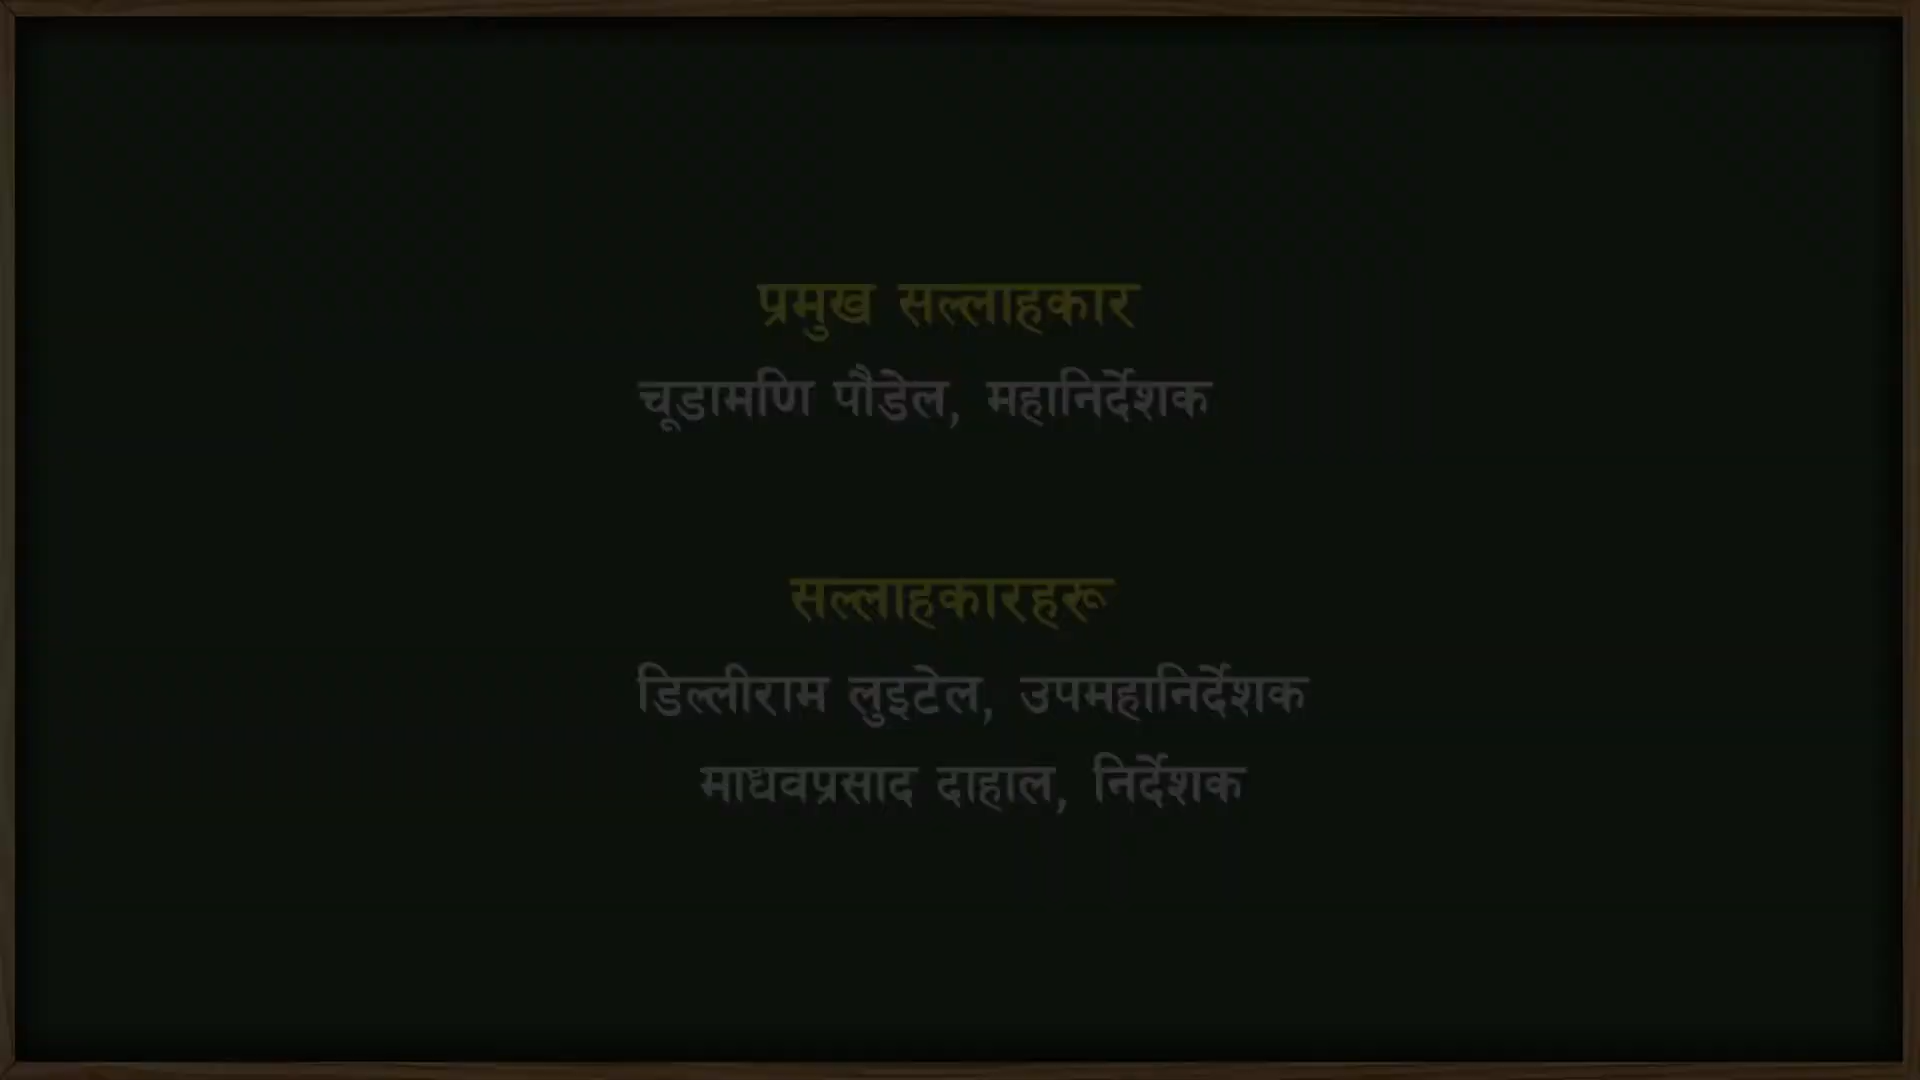 प्रमुख सल्लाहकार
चूडामणि पौडेल, महानिर्देशक
सल्लाहकारहरू
डिल्लीराम लुइटेल, उपमहानिर्देशक
माधवप्रसाद दाहाल, निर्देशक